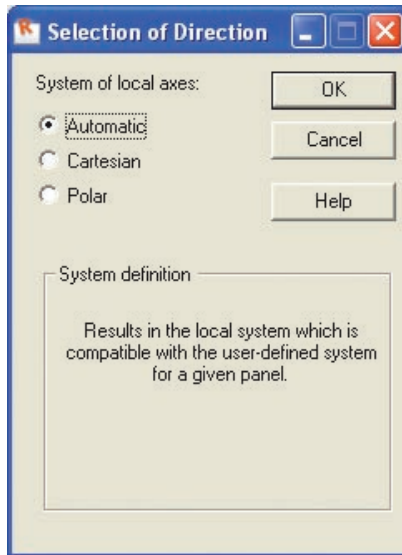 Selection of Direction
System of local axes:
OK
Automatic
Cancel
Cartesian
Polar
Help
System definition
Results in the local system which is
compatible with the user-defined system
for a given panel.